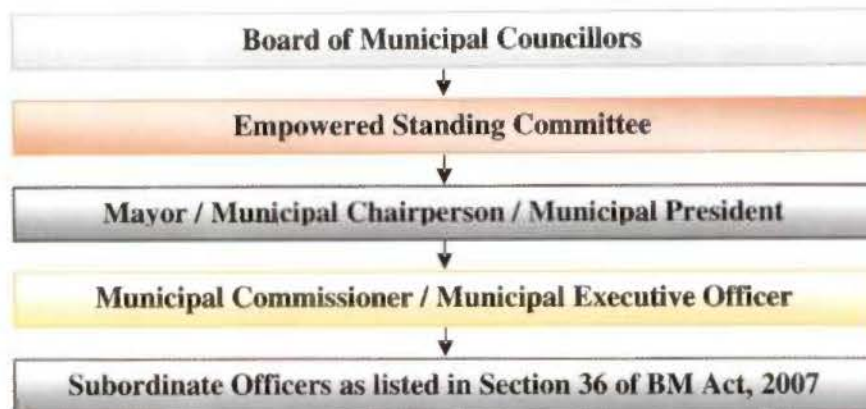 Board of Municipal Councillors
Empowered Standing Committee
Mayor / Municipal Chairperson / Municipal President
Municipal Commissioner / Municipal Executive Officer
Subordinate Officers as listed in Section 36 of BM Act, 2007